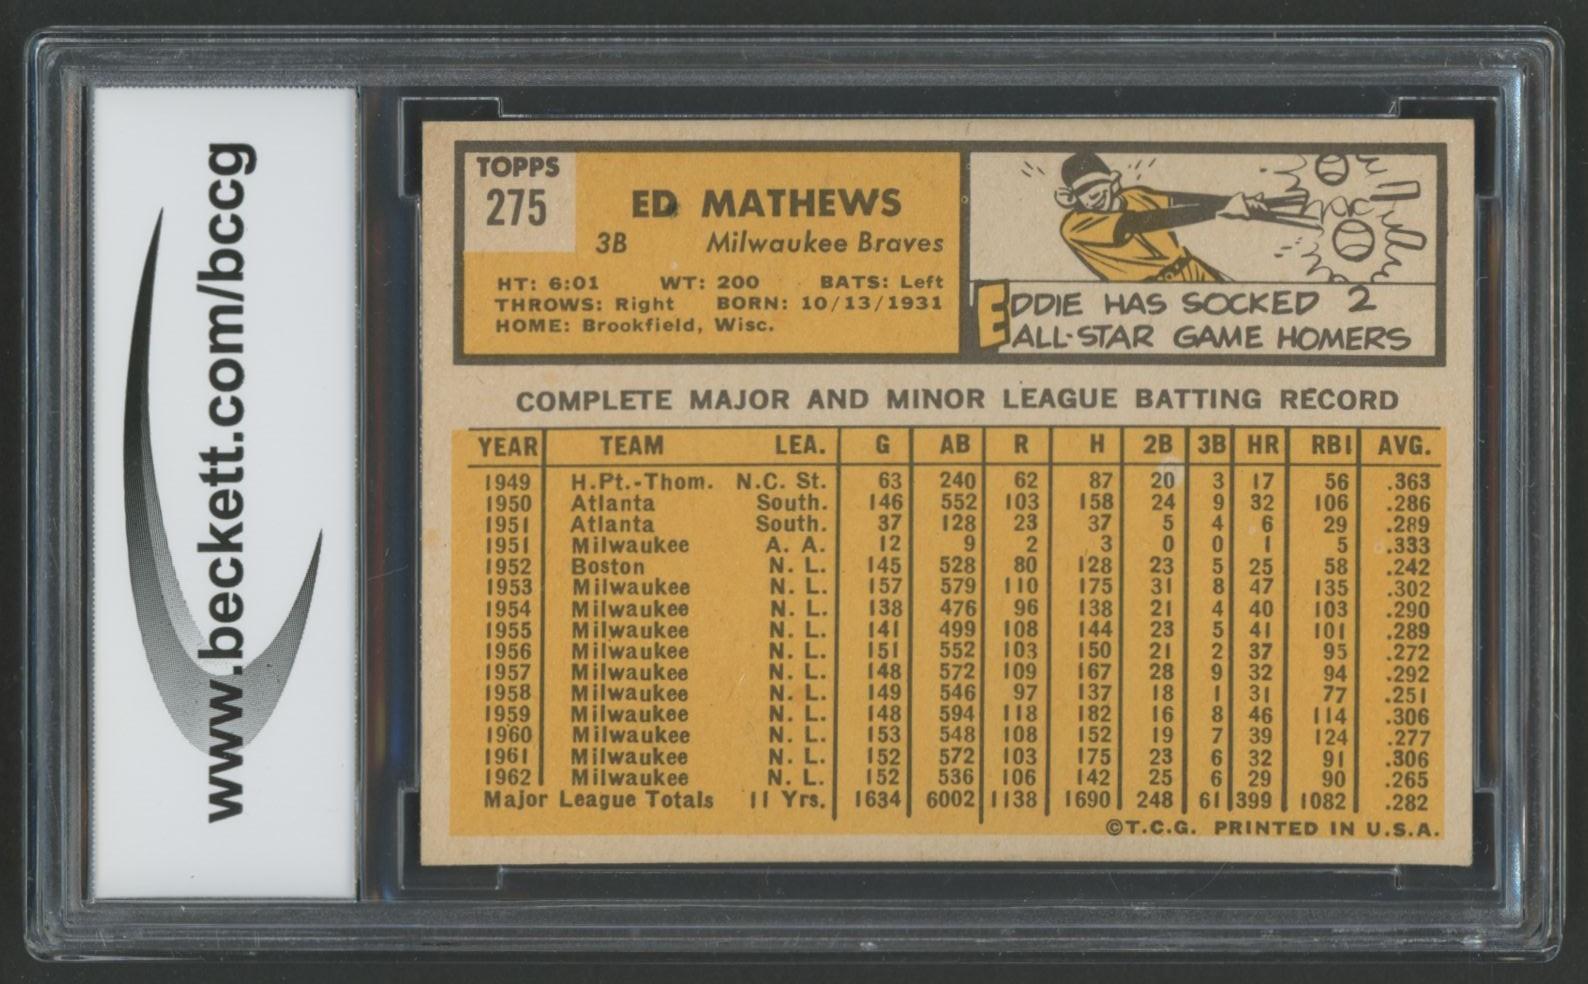 www.beckett.com/bccg
TOPPS
275
ED MATHEWS
3B Milwaukee Braves
HT: 6:01 WT: 200 BATS: Left
THROWS: Right BORN: 10/13/1931
HOME: Brookfield, Wisc.
EDDIE HAS SOCKED 2
ALL-STAR GAME HOMERS
COMPLETE MAJOR AND MINOR LEAGUE BATTING RECORD
YEAR TEAM LEA. G AB R H 2B 3B HR RBI AVG.
1949 H.Pt.-Thom. N.C. St. 63 240 62 87 20 3 17 56 .363
1950 Atlanta South. 146 552 103 158 24 9 32 106 .286
1951 Atlanta South. 37 128 23 37 5 4 6 29 .289
1951 Milwaukee A. A. 12 9 2 3 0 0 1 5 .333
1952 Boston N. L. 145 528 80 128 23 5 25 58 .242
1953 Milwaukee N. L. 157 579 110 175 31 8 47 135 .302
1954 Milwaukee N. L. 138 476 96 138 21 4 40 103 .290
1955 Milwaukee N. L. 141 499 108 144 23 5 41 101 .289
1956 Milwaukee N. L. 151 552 103 150 21 2 37 95 .272
1957 Milwaukee N. L. 148 572 109 167 28 9 32 94 .292
1958 Milwaukee N. L. 149 546 97 137 18 1 31 77 .251
1959 Milwaukee N. L. 148 594 118 182 16 8 46 114 .306
1960 Milwaukee N. L. 153 548 108 152 19 7 39 124 .277
1961 Milwaukee N. L. 152 572 103 175 23 6 32 91 .306
1962 Milwaukee N. L. 152 536 106 142 25 6 29 90 .265
Major League Totals 11 Yrs. 1634 6002 1138 1690 248 61 399 1082 .282
©T.C.G. PRINTED IN U.S.A.